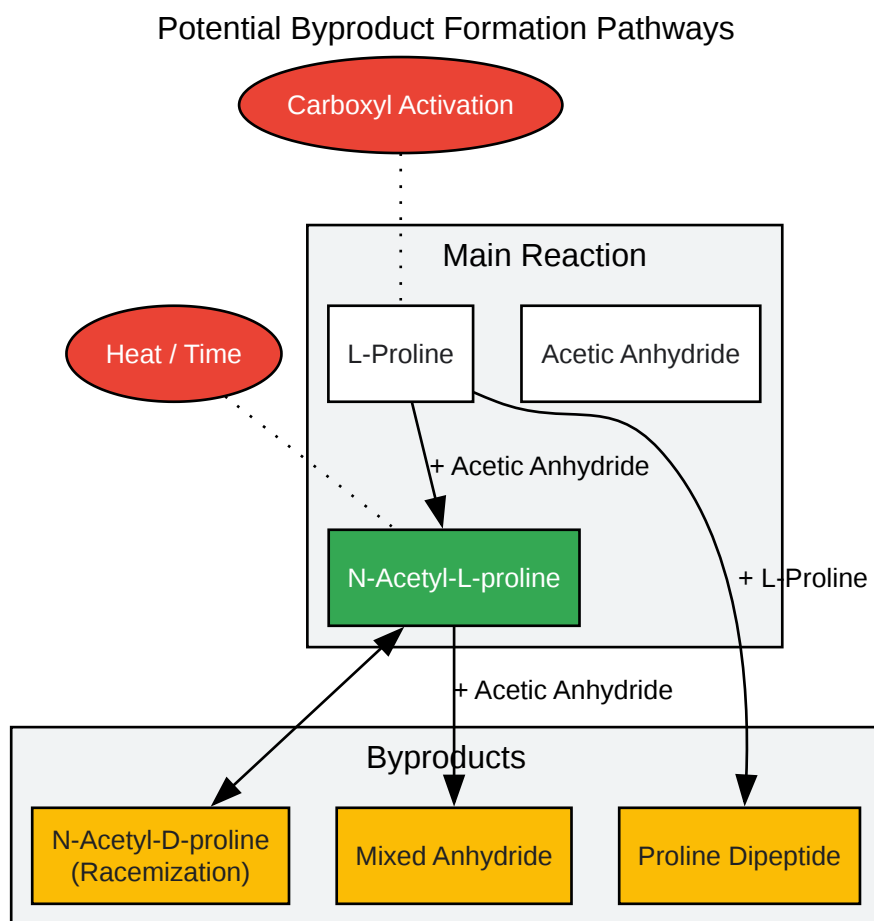 Potential Byproduct Formation Pathways
Carboxyl Activation
Main Reaction
L-Proline
Acetic Anhydride
Heat / Time
+ Acetic Anhydride
N-Acetyl-L-proline
+ L-Proline
+ Acetic Anhydride
Byproducts
N-Acetyl-D-proline
(Racemization)
Mixed Anhydride
Proline Dipeptide